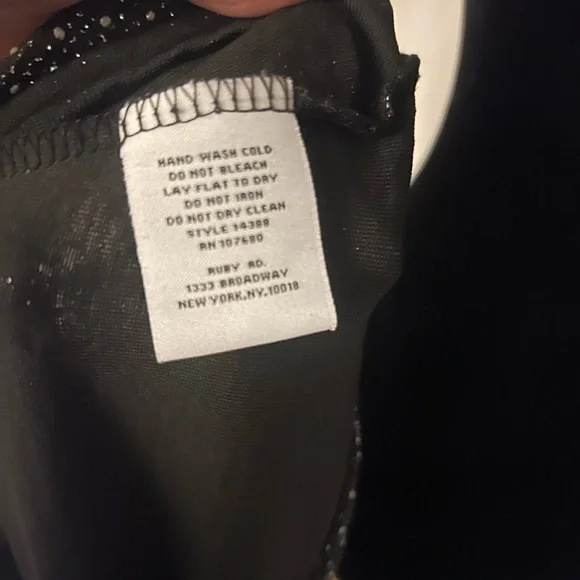 HAND WASH COLD
DO NOT BLEACH
LAY FLAT TO DRY
DO NOT IRON
DO NOT DRY CLEAN
STYLE 14388
RN 107680
RUBY RD.
1333 BROADWAY
NEW YORK.NY.10018